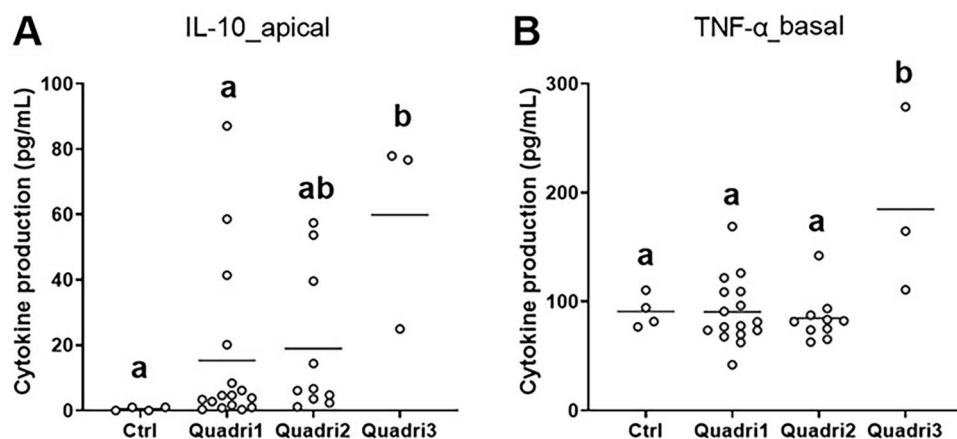 A
IL-10_apical
Cytokine production (pg/mL)
100
80
60
40
20
0
a
a
ab
b
Ctrl
Quadri1
Quadri2
Quadri3
B
TNF-α_basal
Cytokine production (pg/mL)
300
200
100
0
a
a
a
b
Ctrl
Quadri1
Quadri2
Quadri3